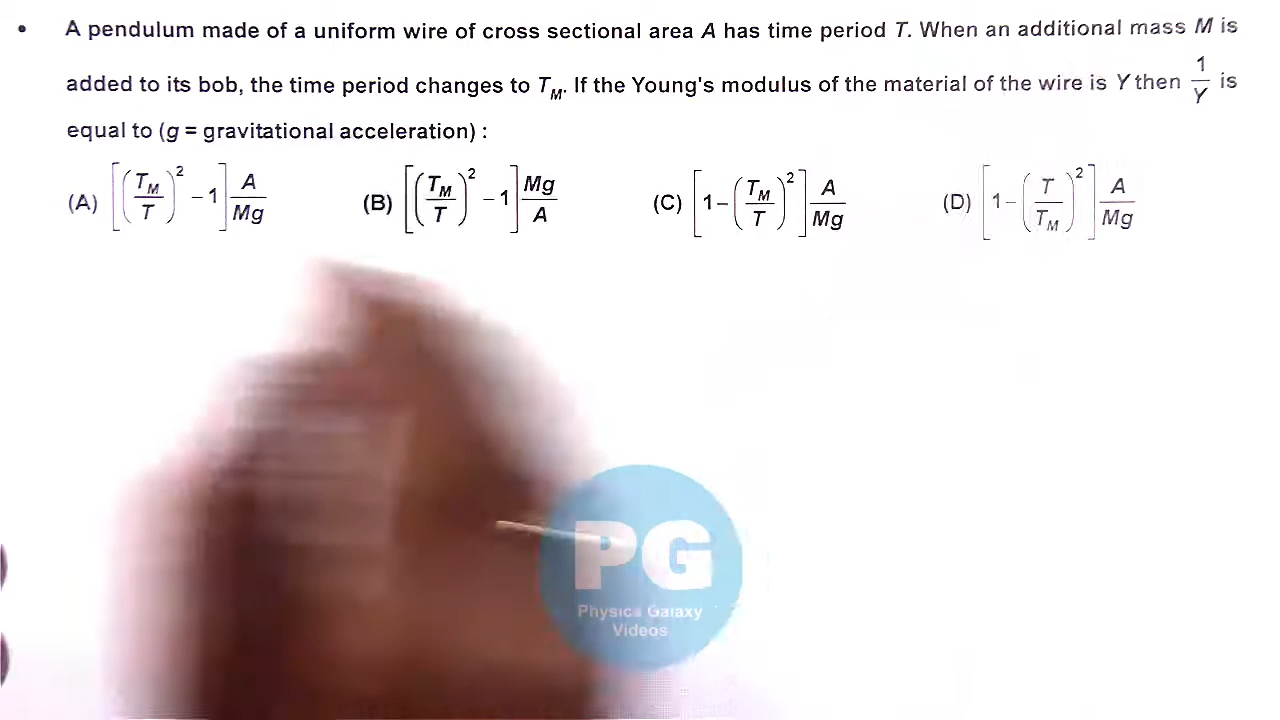 • A pendulum made of a uniform wire of cross sectional area A has time period T. When an additional mass M is
added to its bob, the time period changes to T_M. If the Young's modulus of the material of the wire is Y then 1/Y is
equal to (g = gravitational acceleration) :
(A) [(T_M/T)^2 − 1] A/Mg (B) [(T_M/T)^2 − 1] Mg/A (C) [1 − (T_M/T)^2] A/Mg (D) [1 − (T/T_M)^2] A/Mg
PG
Physics Galaxy
Videos